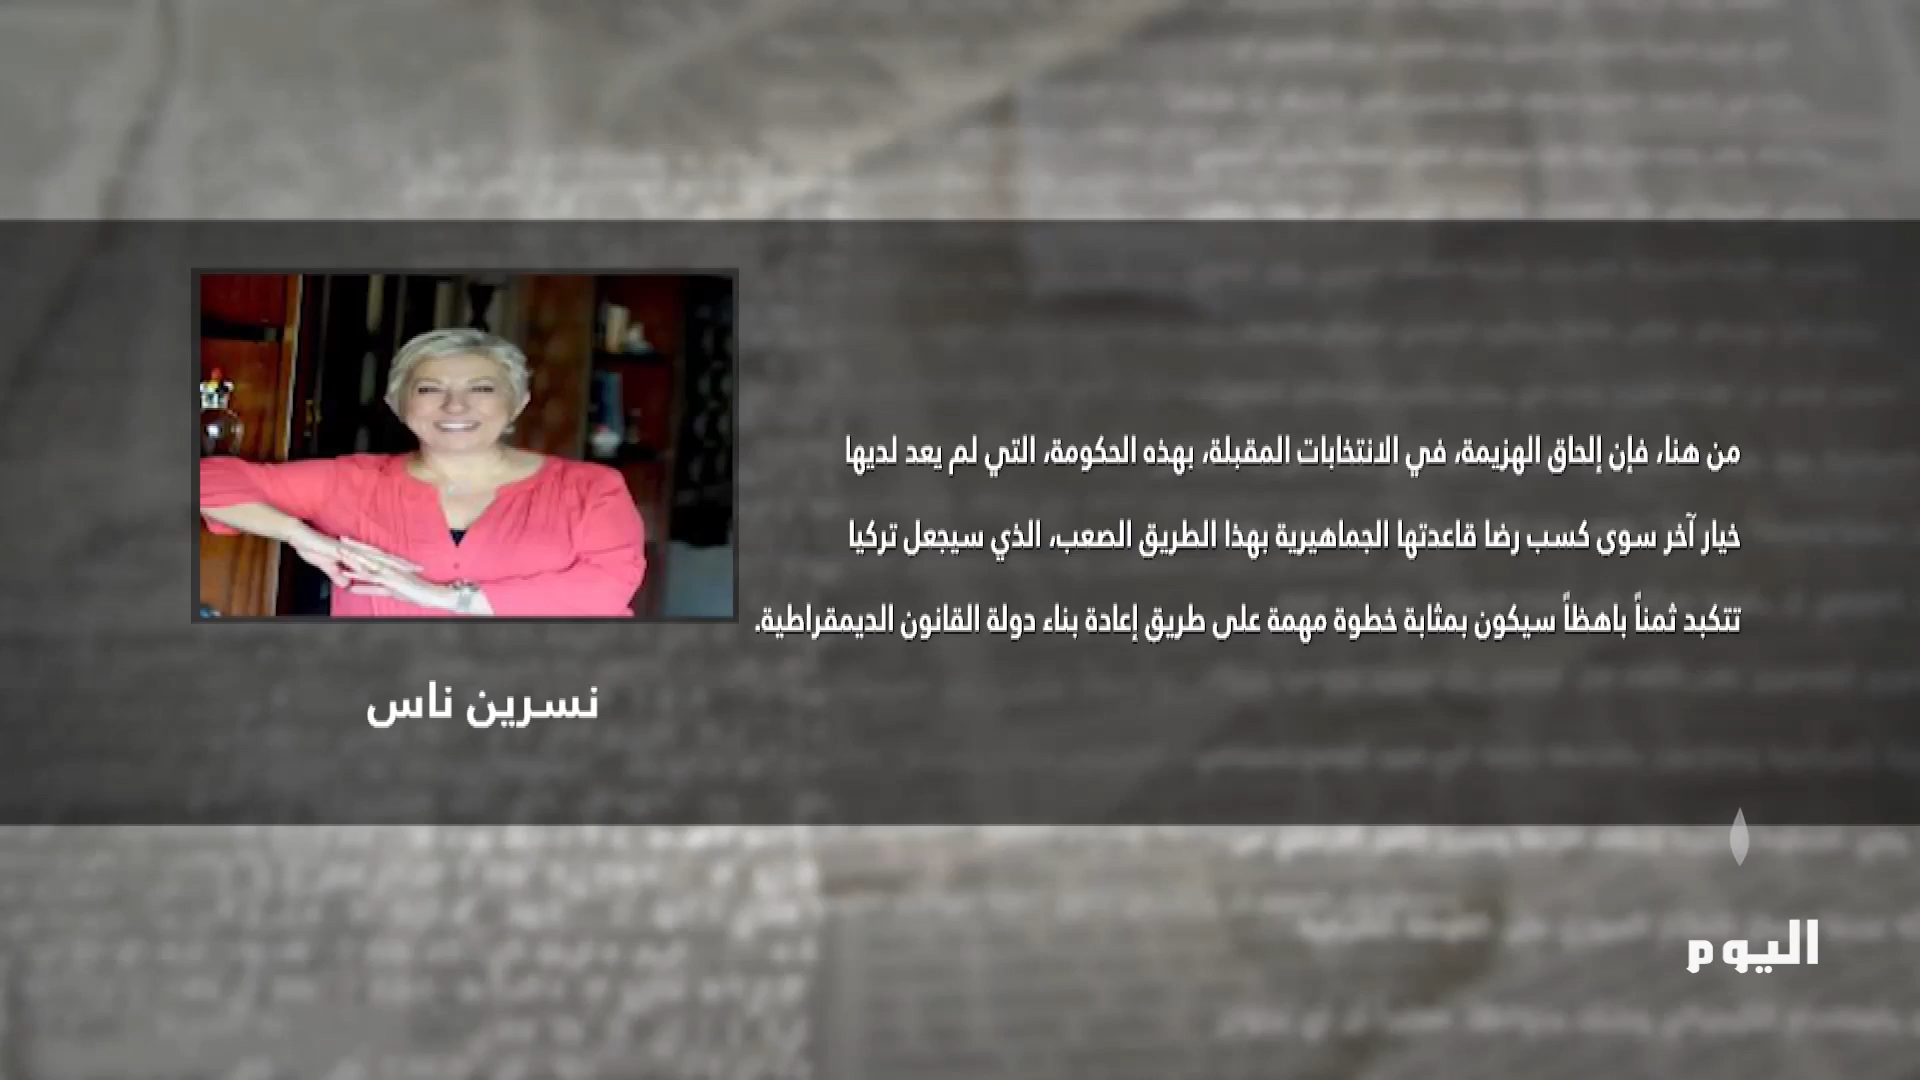 من هنا، فإن إلحاق الهزيمة، في الانتخابات المقبلة، بهذه الحكومة، التي لم يعد لديها
خيار آخر سوى كسب رضا قاعدتها الجماهيرية بهذا الطريق الصعب، الذي سيجعل تركيا
تتكبد ثمناً باهظاً سيكون بمثابة خطوة مهمة على طريق إعادة بناء دولة القانون الديمقراطية.
نسرين ناس
اليوم